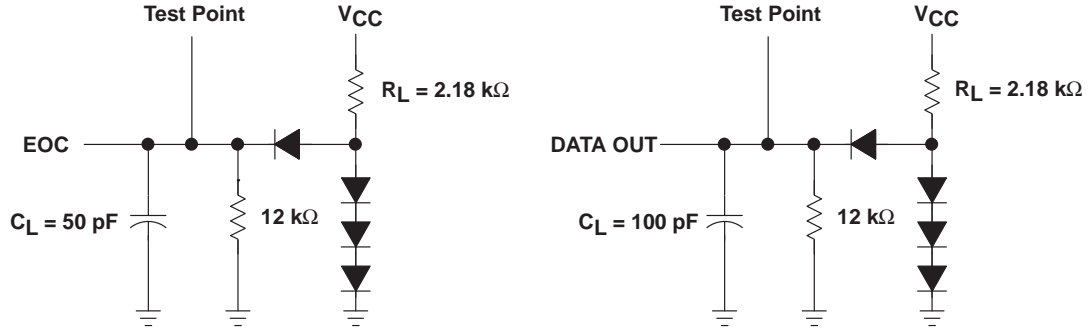 Test Point
VCC
RL = 2.18 kΩ
EOC
CL = 50 pF
12 kΩ
Test Point
VCC
RL = 2.18 kΩ
DATA OUT
CL = 100 pF
12 kΩ